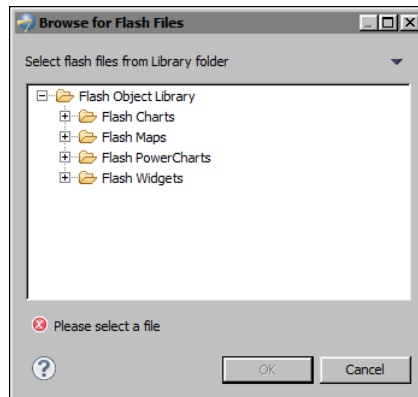 Browse for Flash Files
Select flash files from Library folder
Flash Object Library
Flash Charts
Flash Maps
Flash PowerCharts
Flash Widgets
Please select a file
OK
Cancel